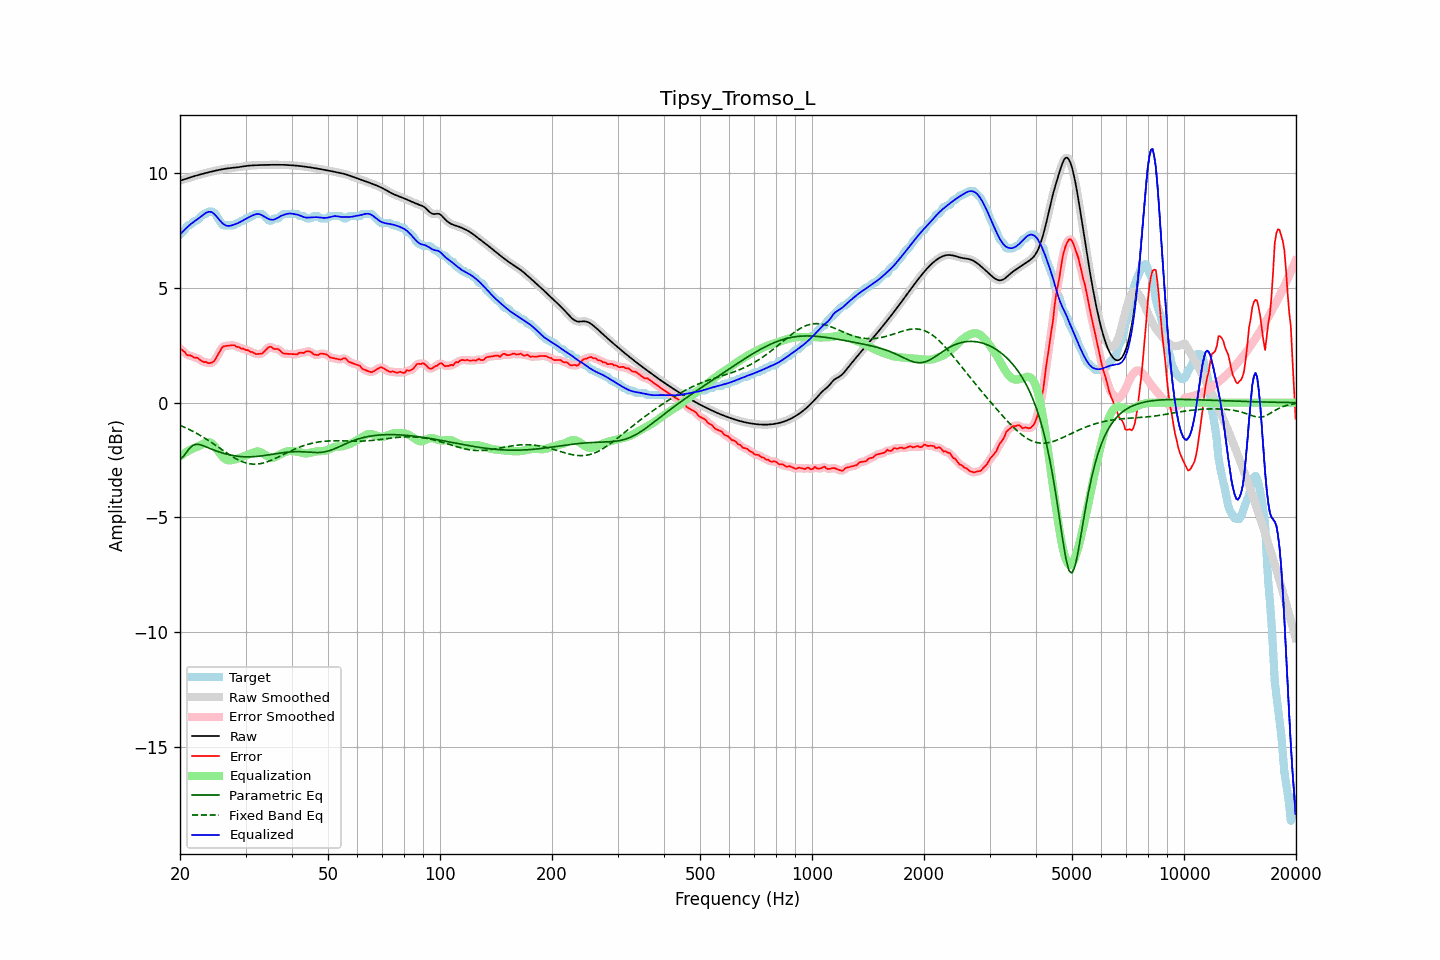 Tipsy_Tromso_L
Amplitude (dBr)
10
5
0
−5
−10
−15
Target
Raw Smoothed
Error Smoothed
Raw
Error
Equalization
Parametric Eq
Fixed Band Eq
Equalized
20 50 100 200 500 1000 2000 5000 10000 20000
Frequency (Hz)